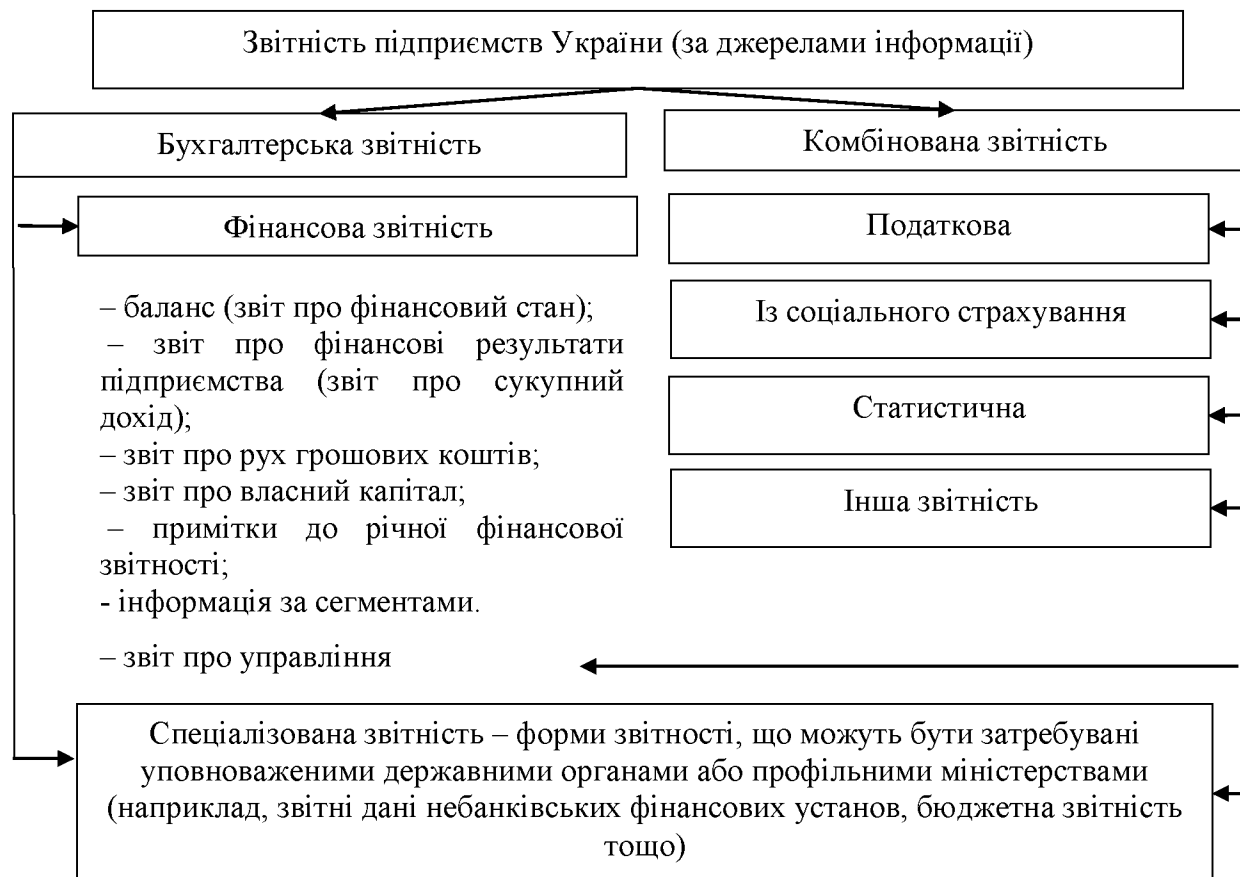 Звітність підприємств України (за джерелами інформації)
Бухгалтерська звітність
Комбінована звітність
Фінансова звітність
– баланс (звіт про фінансовий стан);
– звіт про фінансові результати
підприємства (звіт про сукупний
дохід);
– звіт про рух грошових коштів;
– звіт про власний капітал;
– примітки до річної фінансової
звітності;
- інформація за сегментами.
– звіт про управління
Податкова
Із соціального страхування
Статистична
Інша звітність
Спеціалізована звітність – форми звітності, що можуть бути затребувані
уповноваженими державними органами або профільними міністерствами
(наприклад, звітні дані небанківських фінансових установ, бюджетна звітність
тощо)